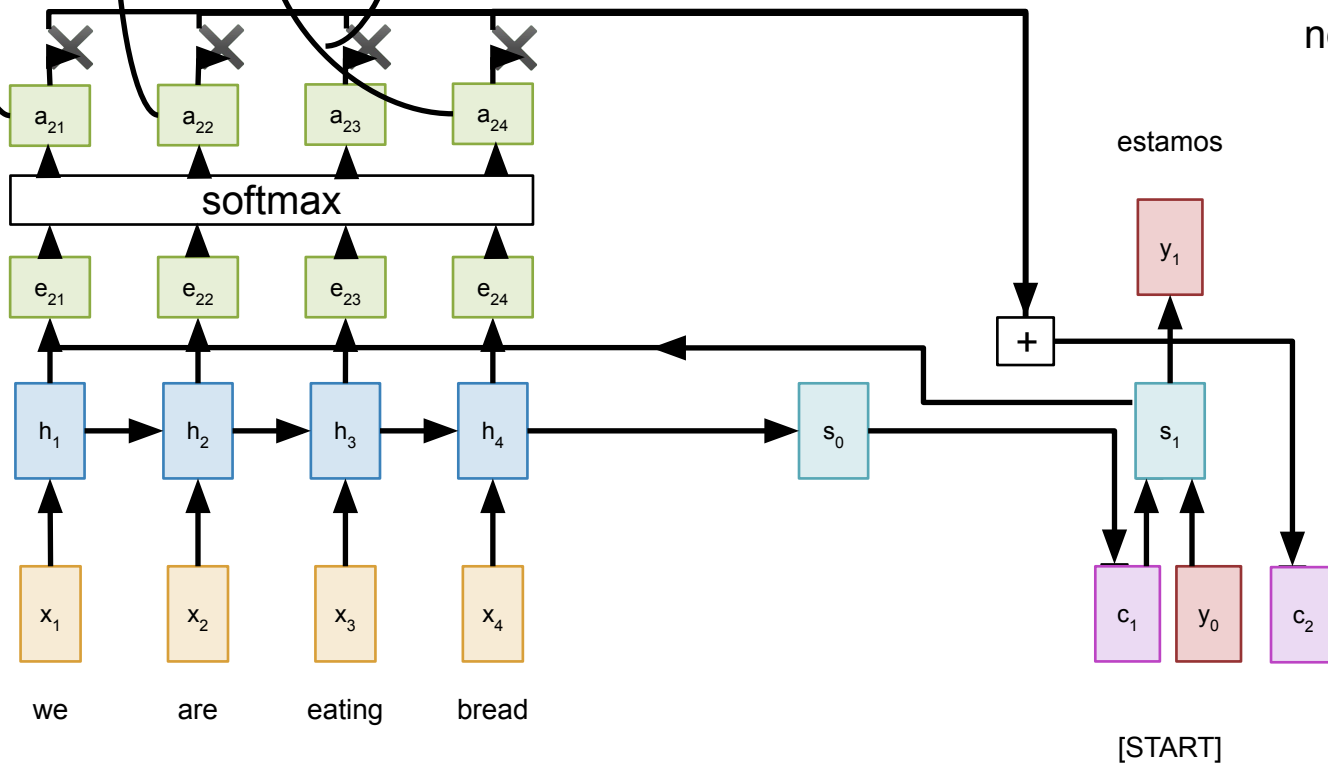 n
a21 a22 a23 a24
estamos
softmax
y1
e21 e22 e23 e24
+
h1 h2 h3 h4 s0 s1
x1 x2 x3 x4 c1 y0 c2
we are eating bread
[START]